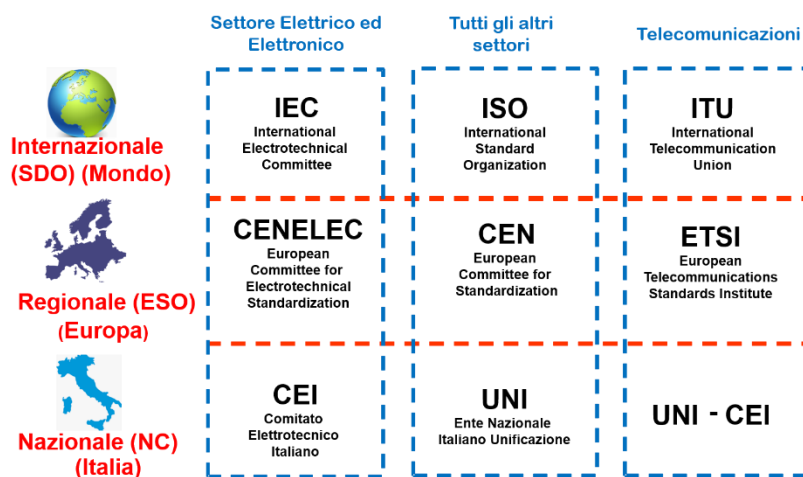 Settore Elettrico ed
Elettronico
Tutti gli altri
settori
Telecomunicazioni
Internazionale
(SDO) (Mondo)
IEC
International
Electrotechnical
Committee
ISO
International
Standard
Organization
ITU
International
Telecommunication
Union
Regionale (ESO)
(Europa)
CENELEC
European
Committee for
Electrotechnical
Standardization
CEN
European
Committee for
Standardization
ETSI
European
Telecommunications
Standards Institute
Nazionale (NC)
(Italia)
CEI
Comitato
Elettrotecnico
Italiano
UNI
Ente Nazionale
Italiano Unificazione
UNI - CEI